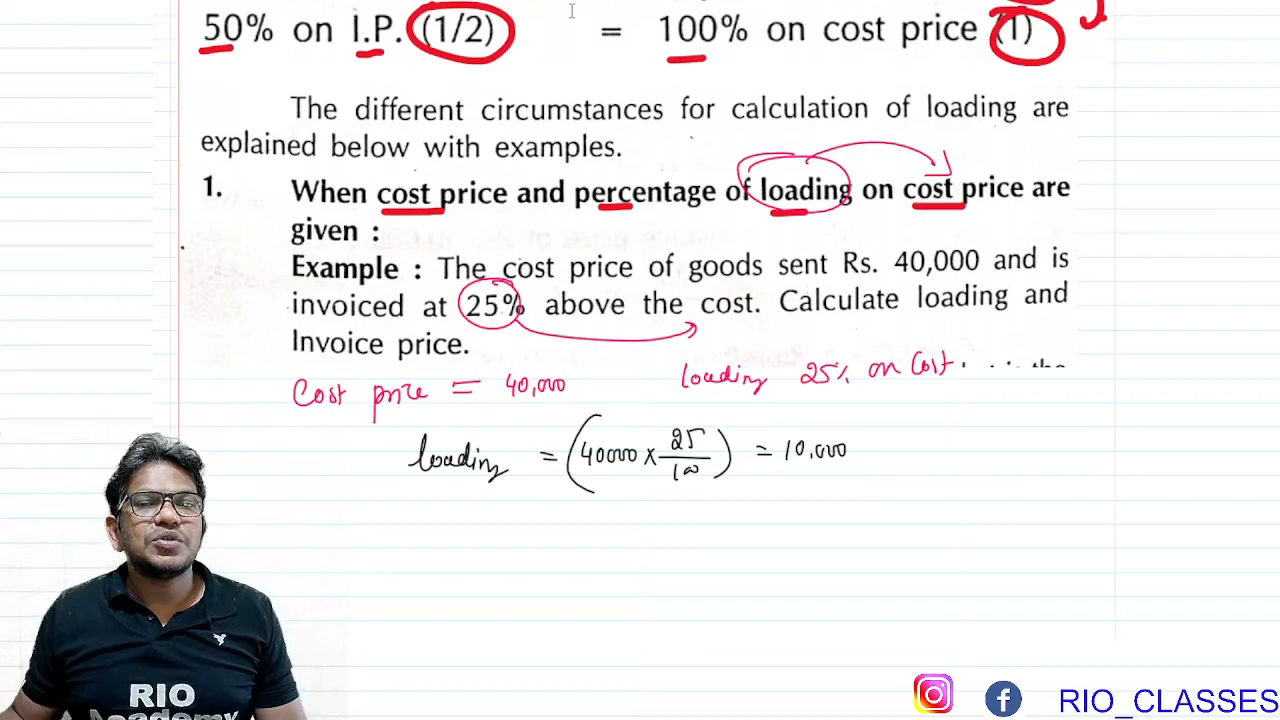 50% on I.P. (1/2) = 100% on cost price (1)
The different circumstances for calculation of loading are
explained below with examples.
1. When cost price and percentage of loading on cost price are
given :
Example : The cost price of goods sent Rs. 40,000 and is
invoiced at 25% above the cost. Calculate loading and
Invoice price.
Cost price = 40,000 loading 25% on Cost
loading = (40000 x 25/100) = 10,000
RIO
Academy
RIO_CLASSES